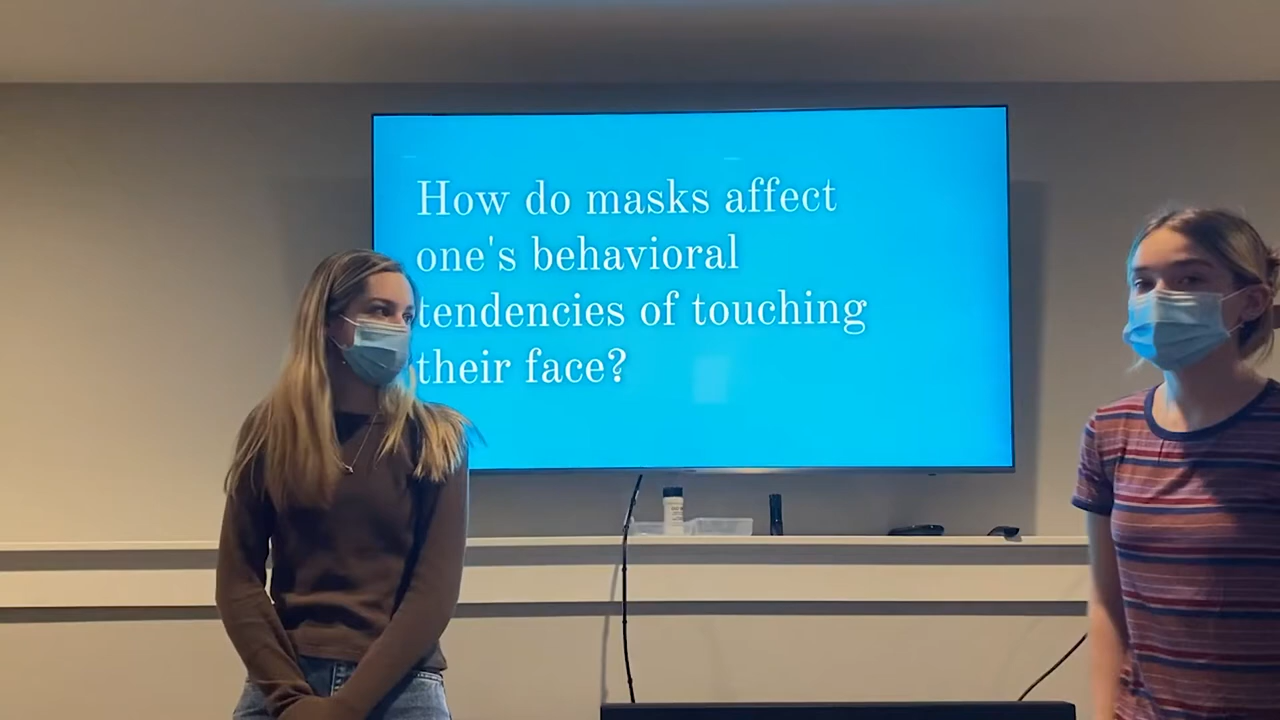 How do masks affect
one's behavioral
tendencies of touching
their face?